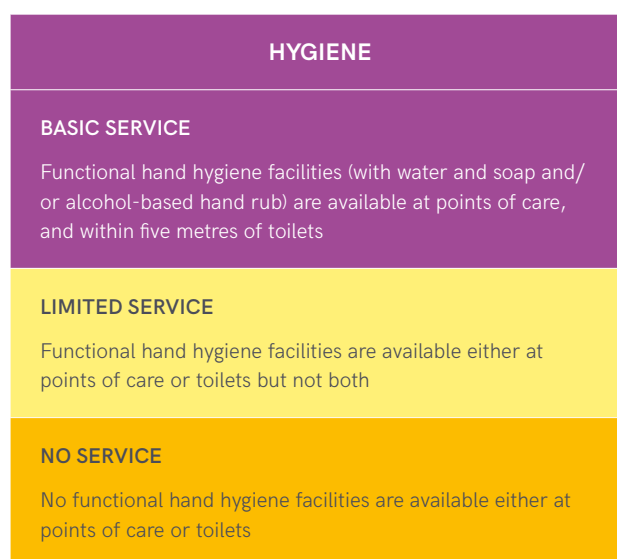 HYGIENE
BASIC SERVICE
Functional hand hygiene facilities (with water and soap and/
or alcohol-based hand rub) are available at points of care,
and within five metres of toilets
LIMITED SERVICE
Functional hand hygiene facilities are available either at
points of care or toilets but not both
NO SERVICE
No functional hand hygiene facilities are available either at
points of care or toilets